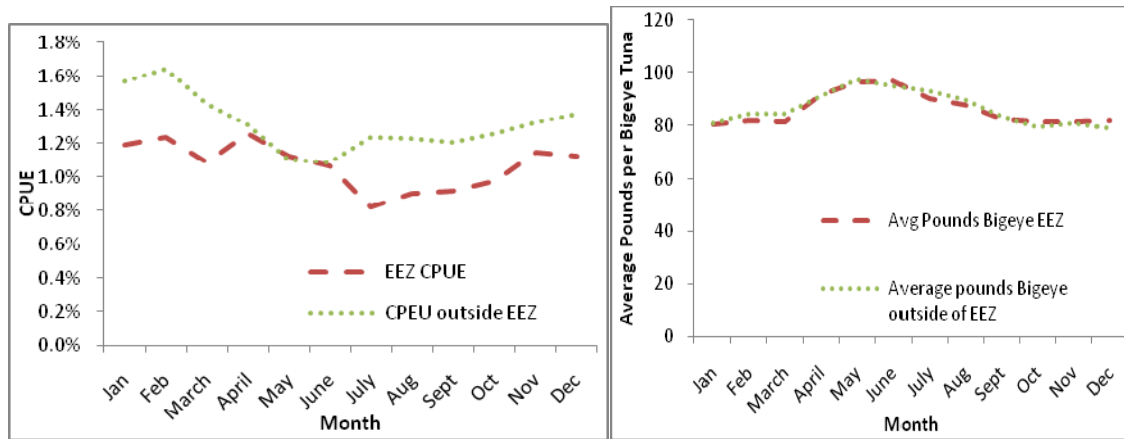 1.8%
1.6%
1.4%
1.2%
1.0%
0.8%
0.6%
0.4%
0.2%
0.0%
CPUE
EEZ CPUE
CPEU outside EEZ
Jan Feb March April May June July Aug Sept Oct Nov Dec
Month
120
100
80
60
40
20
0
Average Pounds per Bigeye Tuna
Avg Pounds Bigeye EEZ
Average pounds Bigeye
outside of EEZ
Jan Feb March April May June July Aug Sept Oct Nov Dec
Month